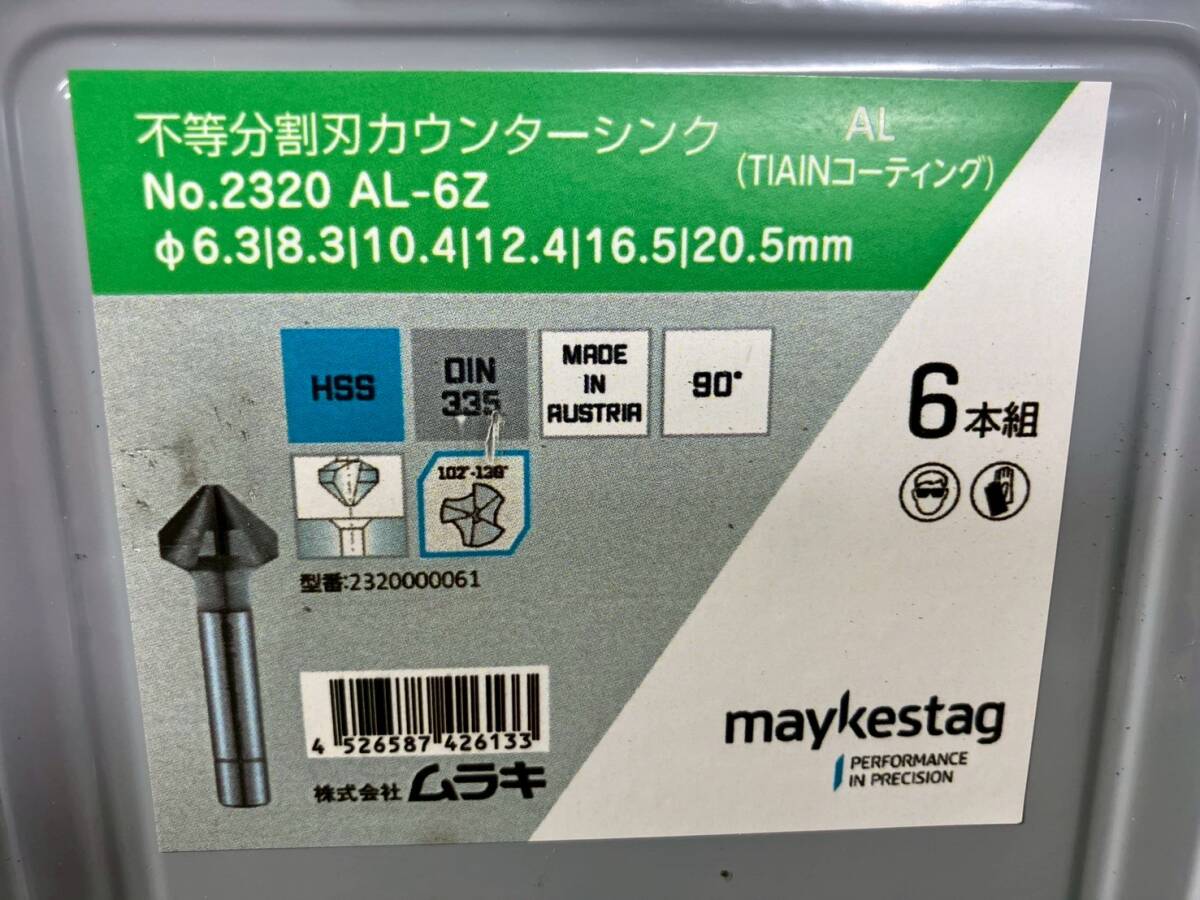 不等分割刃カウンターシンク
No.2320 AL-6Z
φ6.3|8.3|10.4|12.4|16.5|20.5mm
AL
(TIAINコーティング)
HSS
DIN
335
MADE
IN
AUSTRIA
90°
6本組
型番:2320000061
4 526587 426133
株式会社 ムラキ
maykestag
PERFORMANCE
IN PRECISION